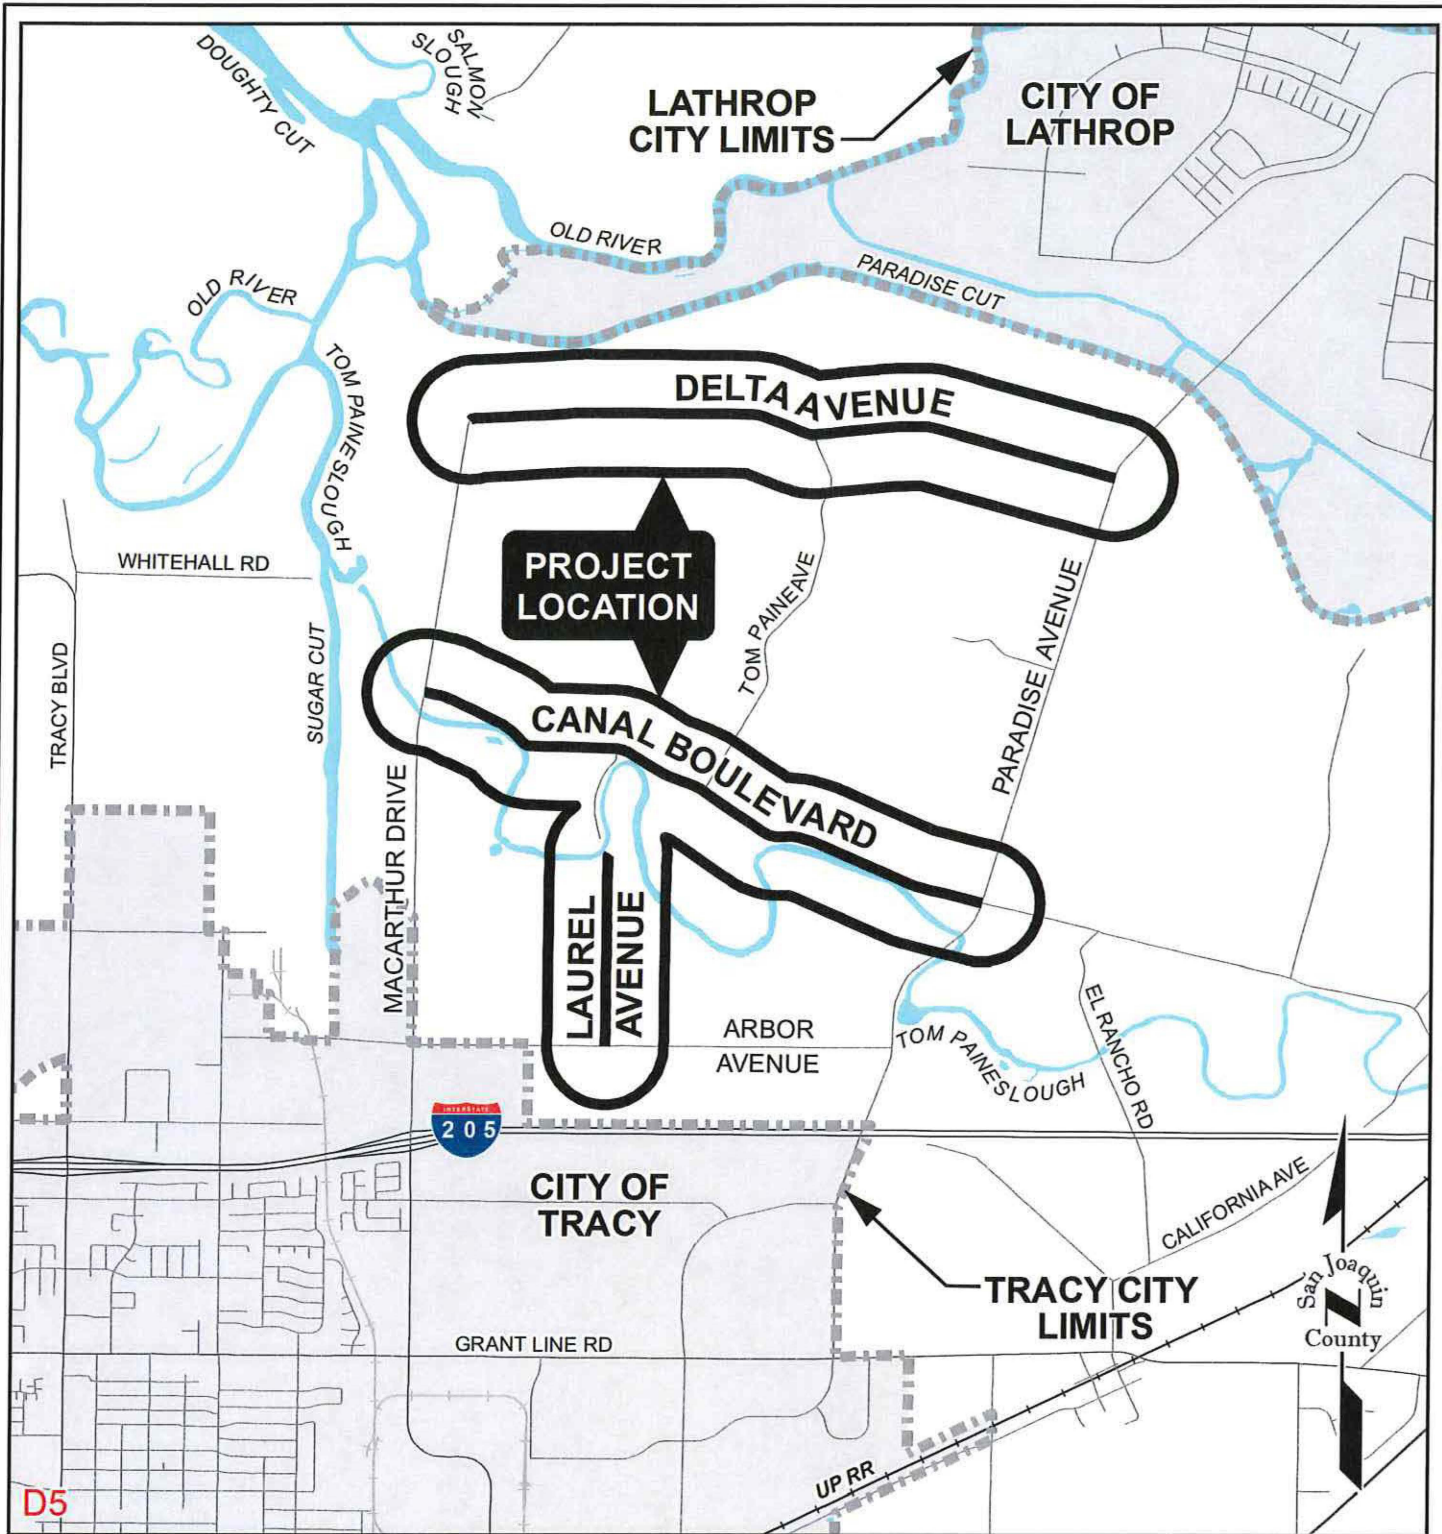 DOUGHTY CUT
SALMON
SLOUGH
LATHROP
CITY LIMITS
CITY OF
LATHROP
OLD RIVER
PARADISE CUT
OLD RIVER
TOM PAINE SLOUGH
DELTA AVENUE
WHITEHALL RD
PROJECT
LOCATION
TOM PAINE AVE
PARADISE AVENUE
TRACY BLVD
SUGAR CUT
CANAL BOULEVARD
MACARTHUR DRIVE
LAUREL
AVENUE
ARBOR
AVENUE
TOM PAINE SLOUGH
EL RANCHO RD
INTERSTATE
205
CITY OF
TRACY
CALIFORNIA AVE
TRACY CITY
LIMITS
San Joaquin
County
GRANT LINE RD
UP RR
D5